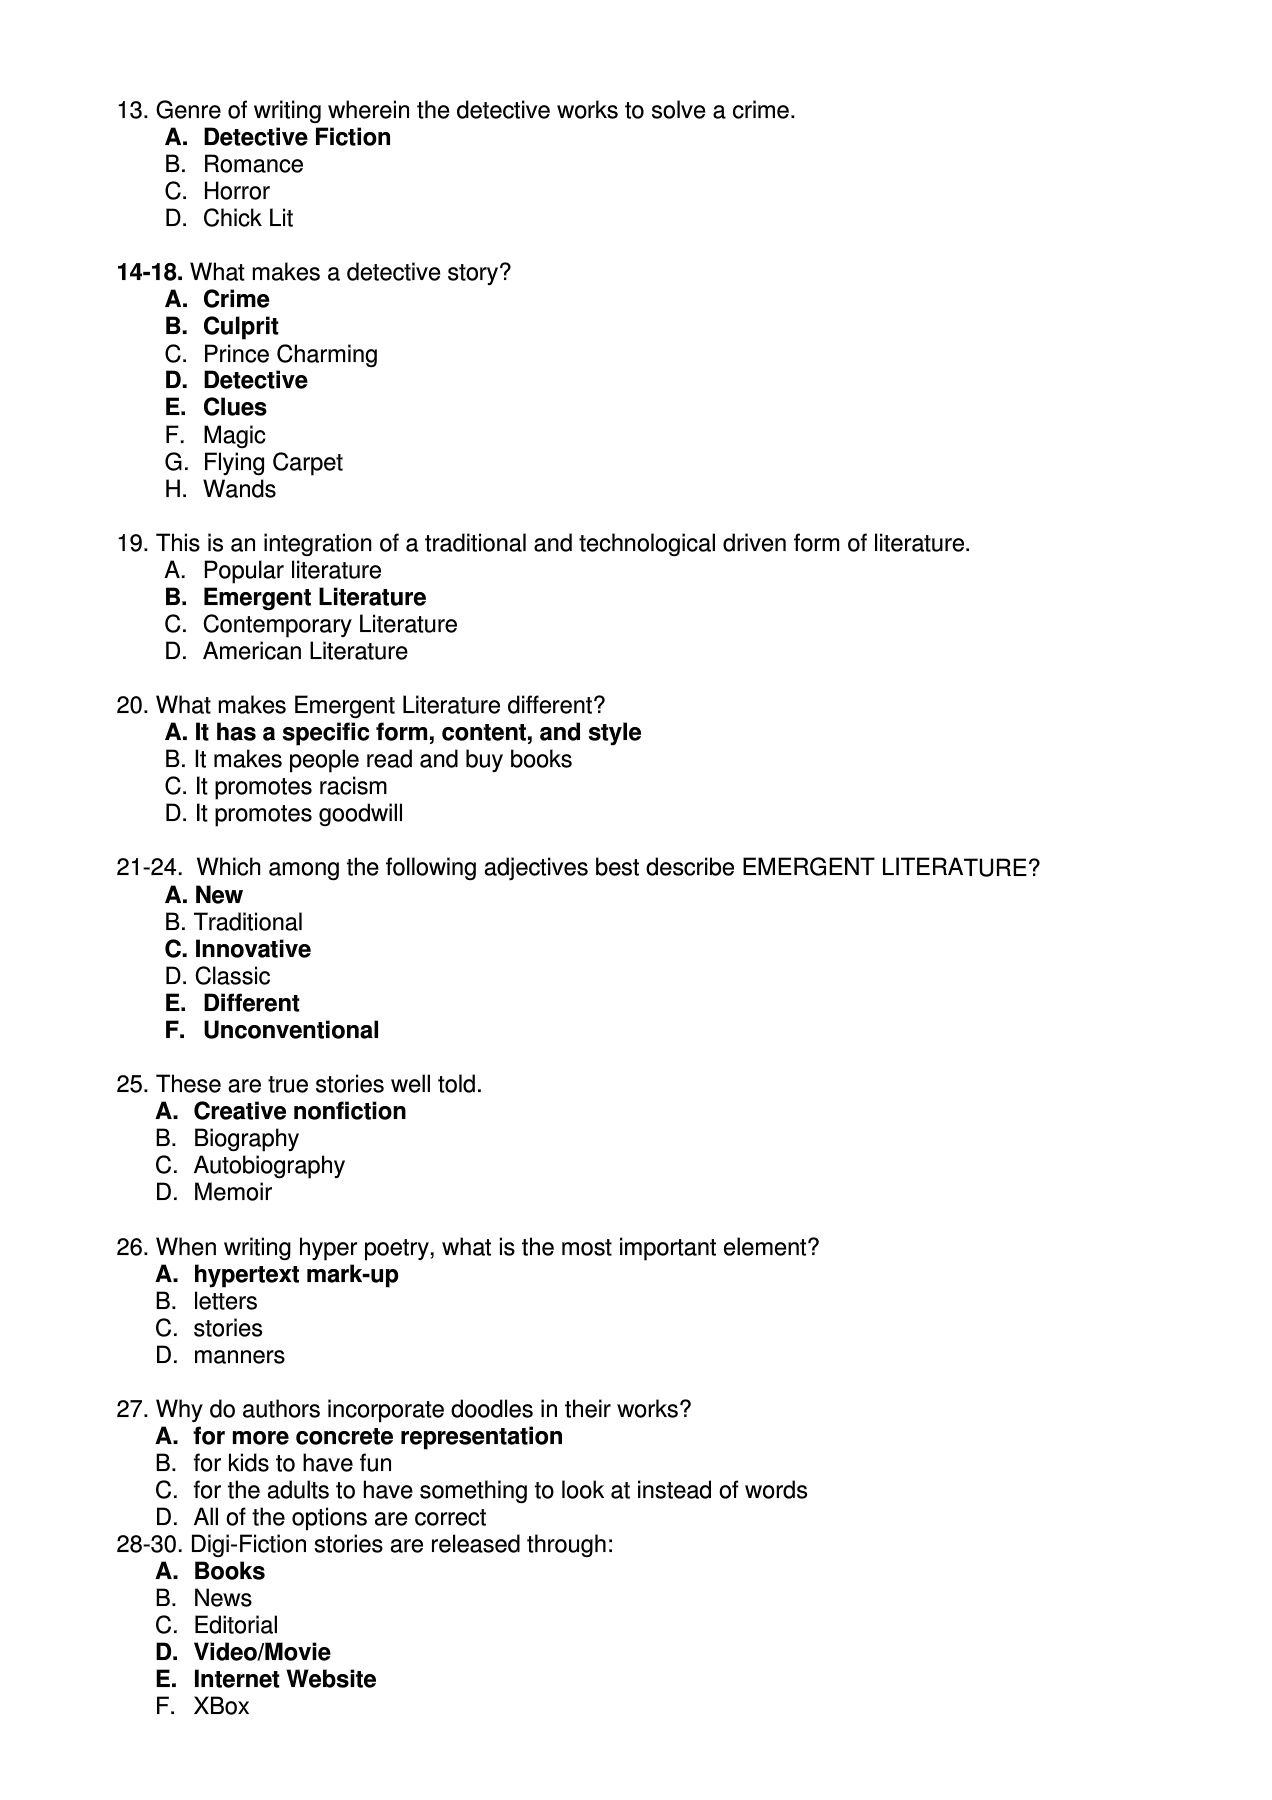 13. Genre of writing wherein the detective works to solve a crime.
A. Detective Fiction
B. Romance
C. Horror
D. Chick Lit
14-18. What makes a detective story?
A. Crime
B. Culprit
C. Prince Charming
D. Detective
E. Clues
F. Magic
G. Flying Carpet
H. Wands
19. This is an integration of a traditional and technological driven form of literature.
A. Popular literature
B. Emergent Literature
C. Contemporary Literature
D. American Literature
20. What makes Emergent Literature different?
A. It has a specific form, content, and style
B. It makes people read and buy books
C. It promotes racism
D. It promotes goodwill
21-24. Which among the following adjectives best describe EMERGENT LITERATURE?
A. New
B. Traditional
C. Innovative
D. Classic
E. Different
F. Unconventional
25. These are true stories well told.
A. Creative nonfiction
B. Biography
C. Autobiography
D. Memoir
26. When writing hyper poetry, what is the most important element?
A. hypertext mark-up
B. letters
C. stories
D. manners
27. Why do authors incorporate doodles in their works?
A. for more concrete representation
B. for kids to have fun
C. for the adults to have something to look at instead of words
D. All of the options are correct
28-30. Digi-Fiction stories are released through:
A. Books
B. News
C. Editorial
D. Video/Movie
E. Internet Website
F. XBox